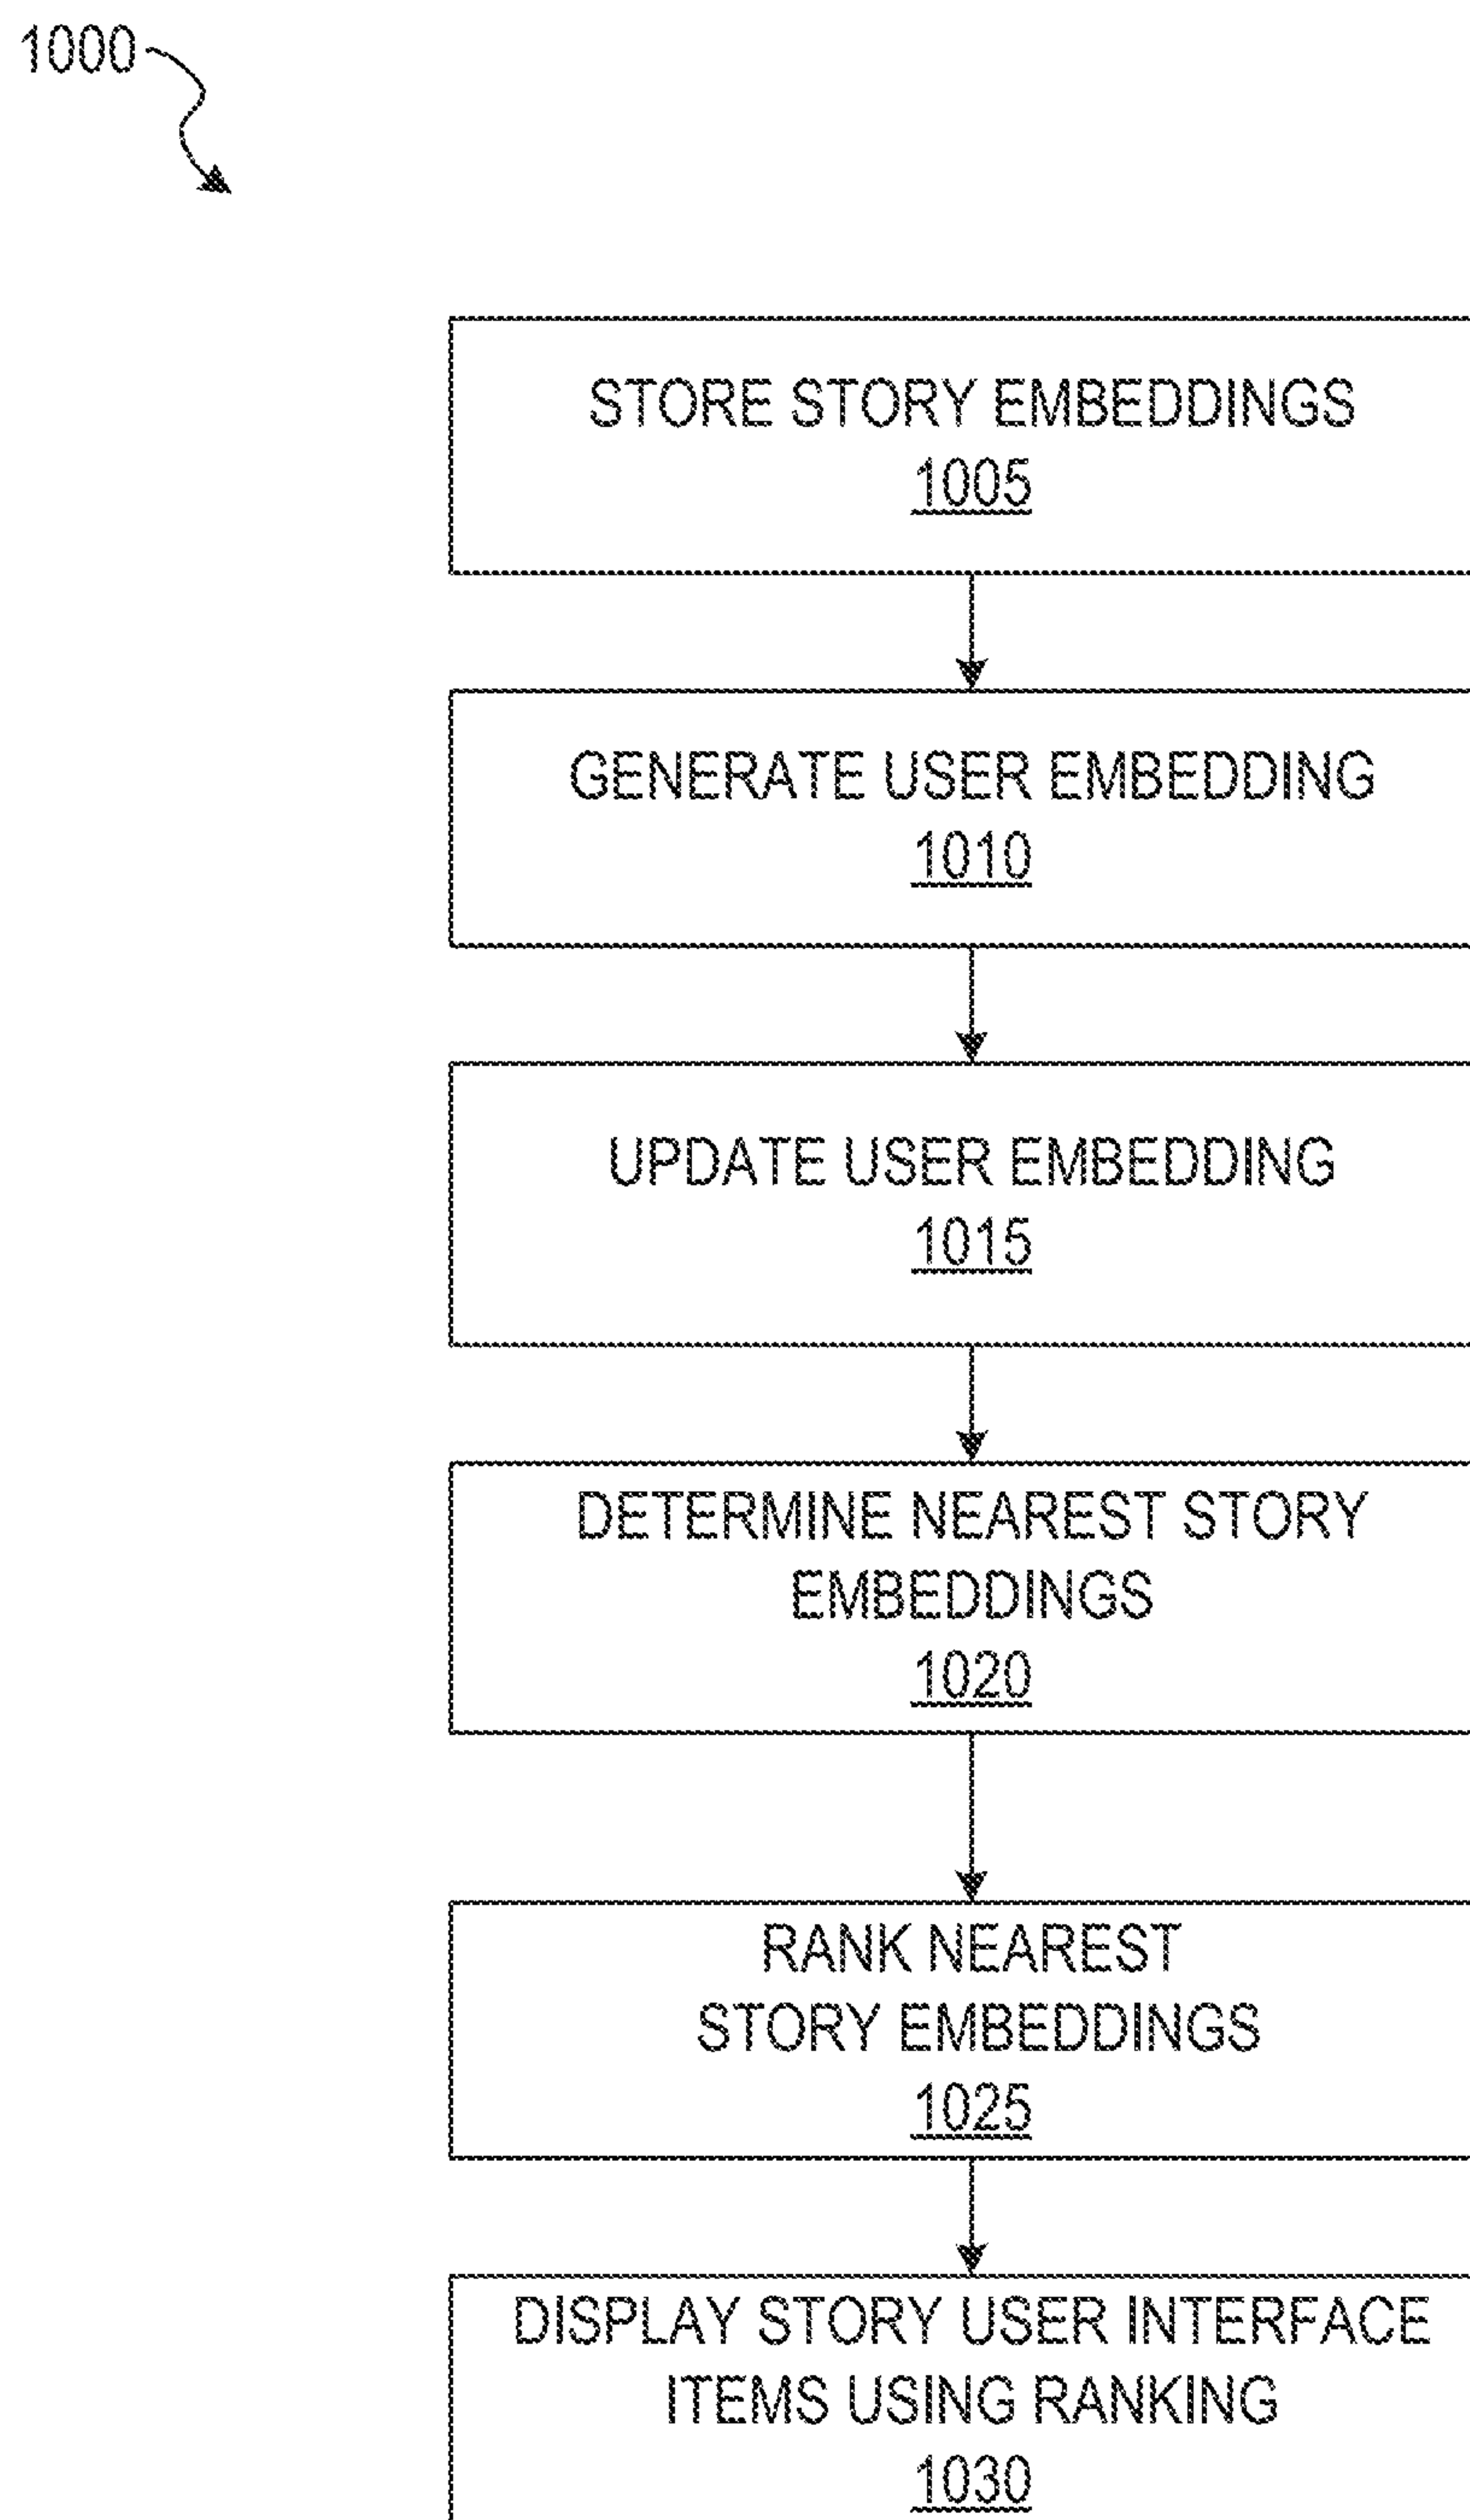 1000
STORE STORY EMBEDDINGS
1005
GENERATE USER EMBEDDING
1010
UPDATE USER EMBEDDING
1015
DETERMINE NEAREST STORY
EMBEDDINGS
1020
RANK NEAREST
STORY EMBEDDINGS
1025
DISPLAY STORY USER INTERFACE
ITEMS USING RANKING
1030